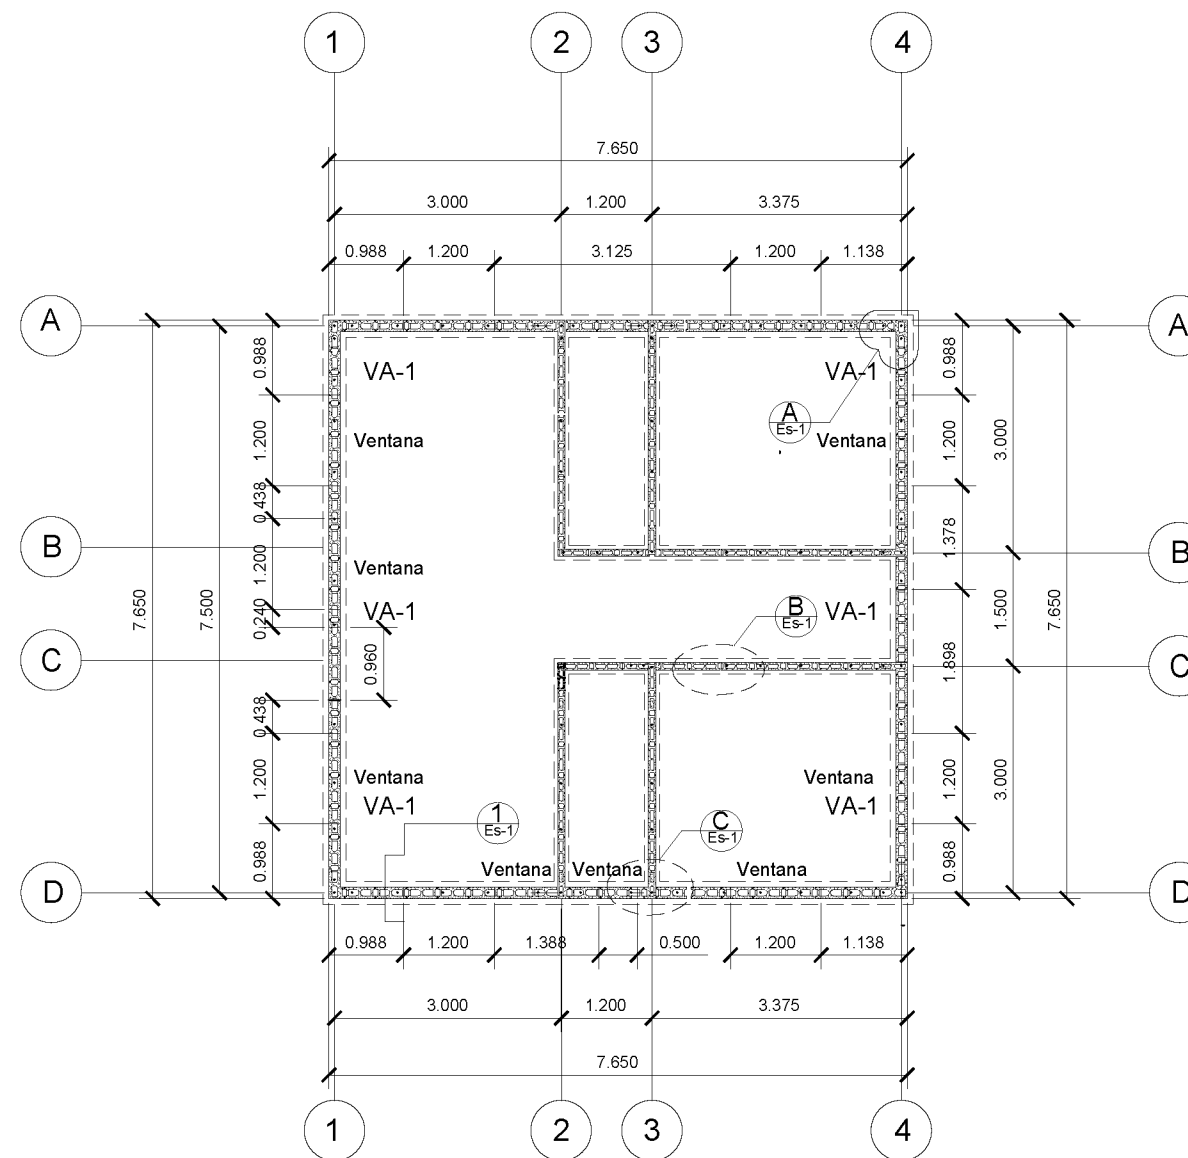 1 2 3 4
7.650
3.000 1.200 3.375
0.988 1.200 3.125 1.200 1.138
A A
0.988 VA-1 VA-1 0.988
A
Es-1
Ventana Ventana
1.200 1.200 3.000
0.438
B B
1.200 Ventana 1.378
7.650 7.500 VA-1 B VA-1 1.500 7.650
Es-1
0.240
C C
0.960 1.898
0.438
Ventana Ventana
1.200 VA-1 VA-1 1.200 3.000
1
Es-1
C
Es-1
0.988 Ventana Ventana Ventana 0.988
D D
0.988 1.200 1.388 0.500 1.200 1.138
3.000 1.200 3.375
7.650
1 2 3 4